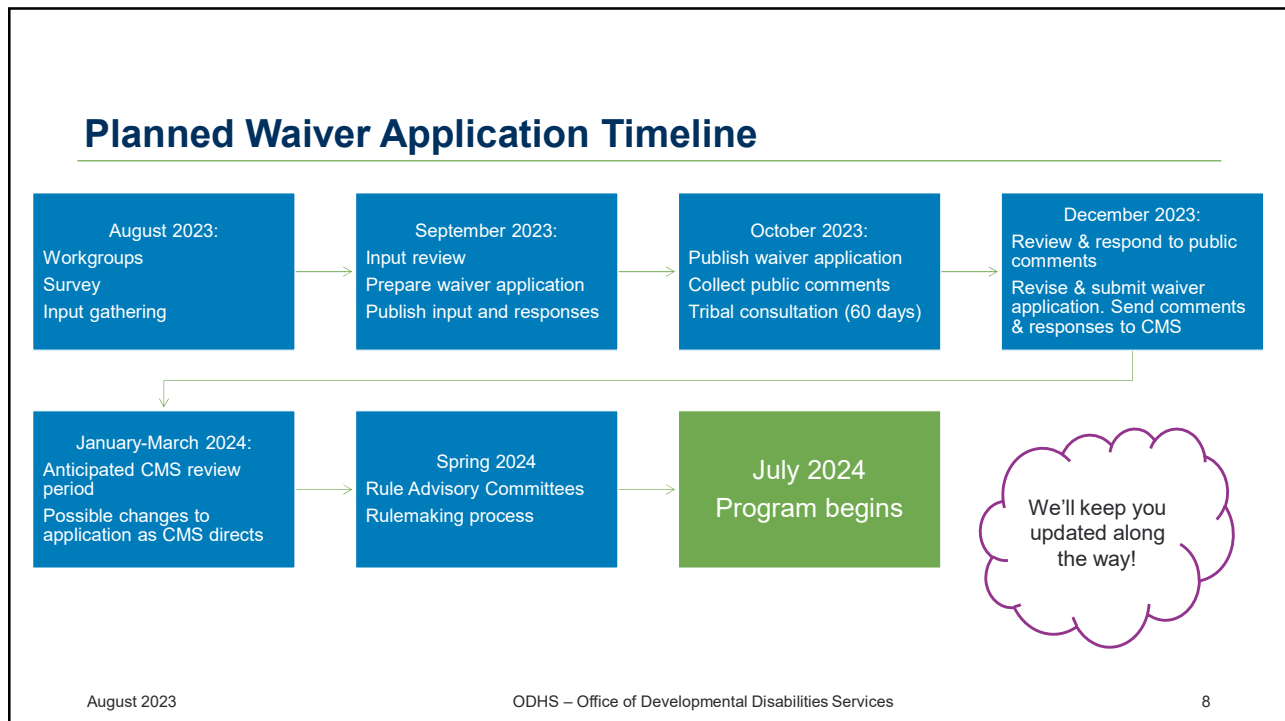 Planned Waiver Application Timeline
August 2023:
Workgroups
Survey
Input gathering
September 2023:
Input review
Prepare waiver application
Publish input and responses
October 2023:
Publish waiver application
Collect public comments
Tribal consultation (60 days)
December 2023:
Review & respond to public
comments
Revise & submit waiver
application. Send comments
& responses to CMS
January-March 2024:
Anticipated CMS review
period
Possible changes to
application as CMS directs
Spring 2024
Rule Advisory Committees
Rulemaking process
July 2024
Program begins
We’ll keep you
updated along
the way!
August 2023
ODHS – Office of Developmental Disabilities Services
8